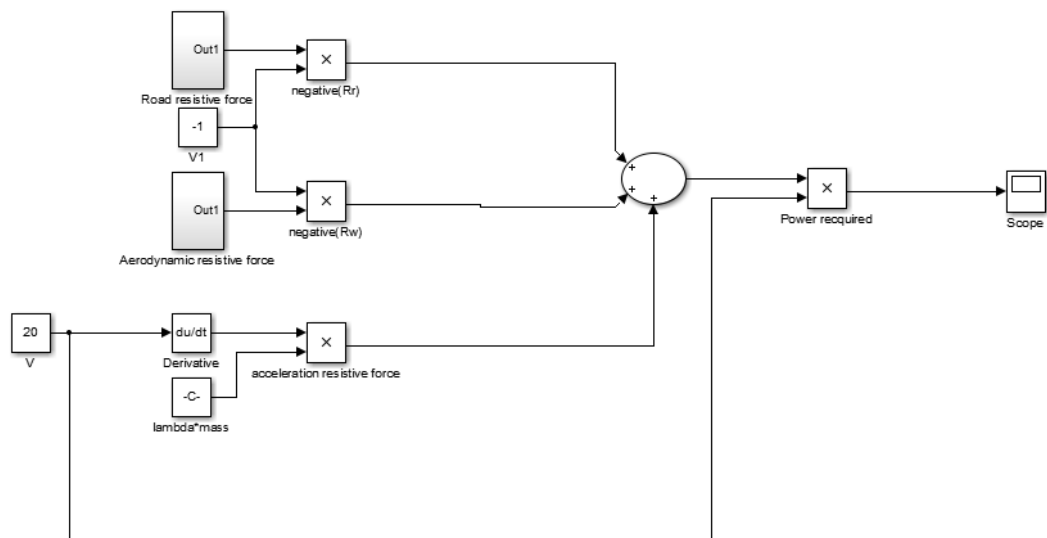 Out1
Road resistive force
×
negative(Rr)
-1
V1
Out1
Aerodynamic resistive force
×
negative(Rw)
+
+
+
×
Power recquired
Scope
20
V
du/dt
Derivative
×
acceleration resistive force
-C-
lambda*mass